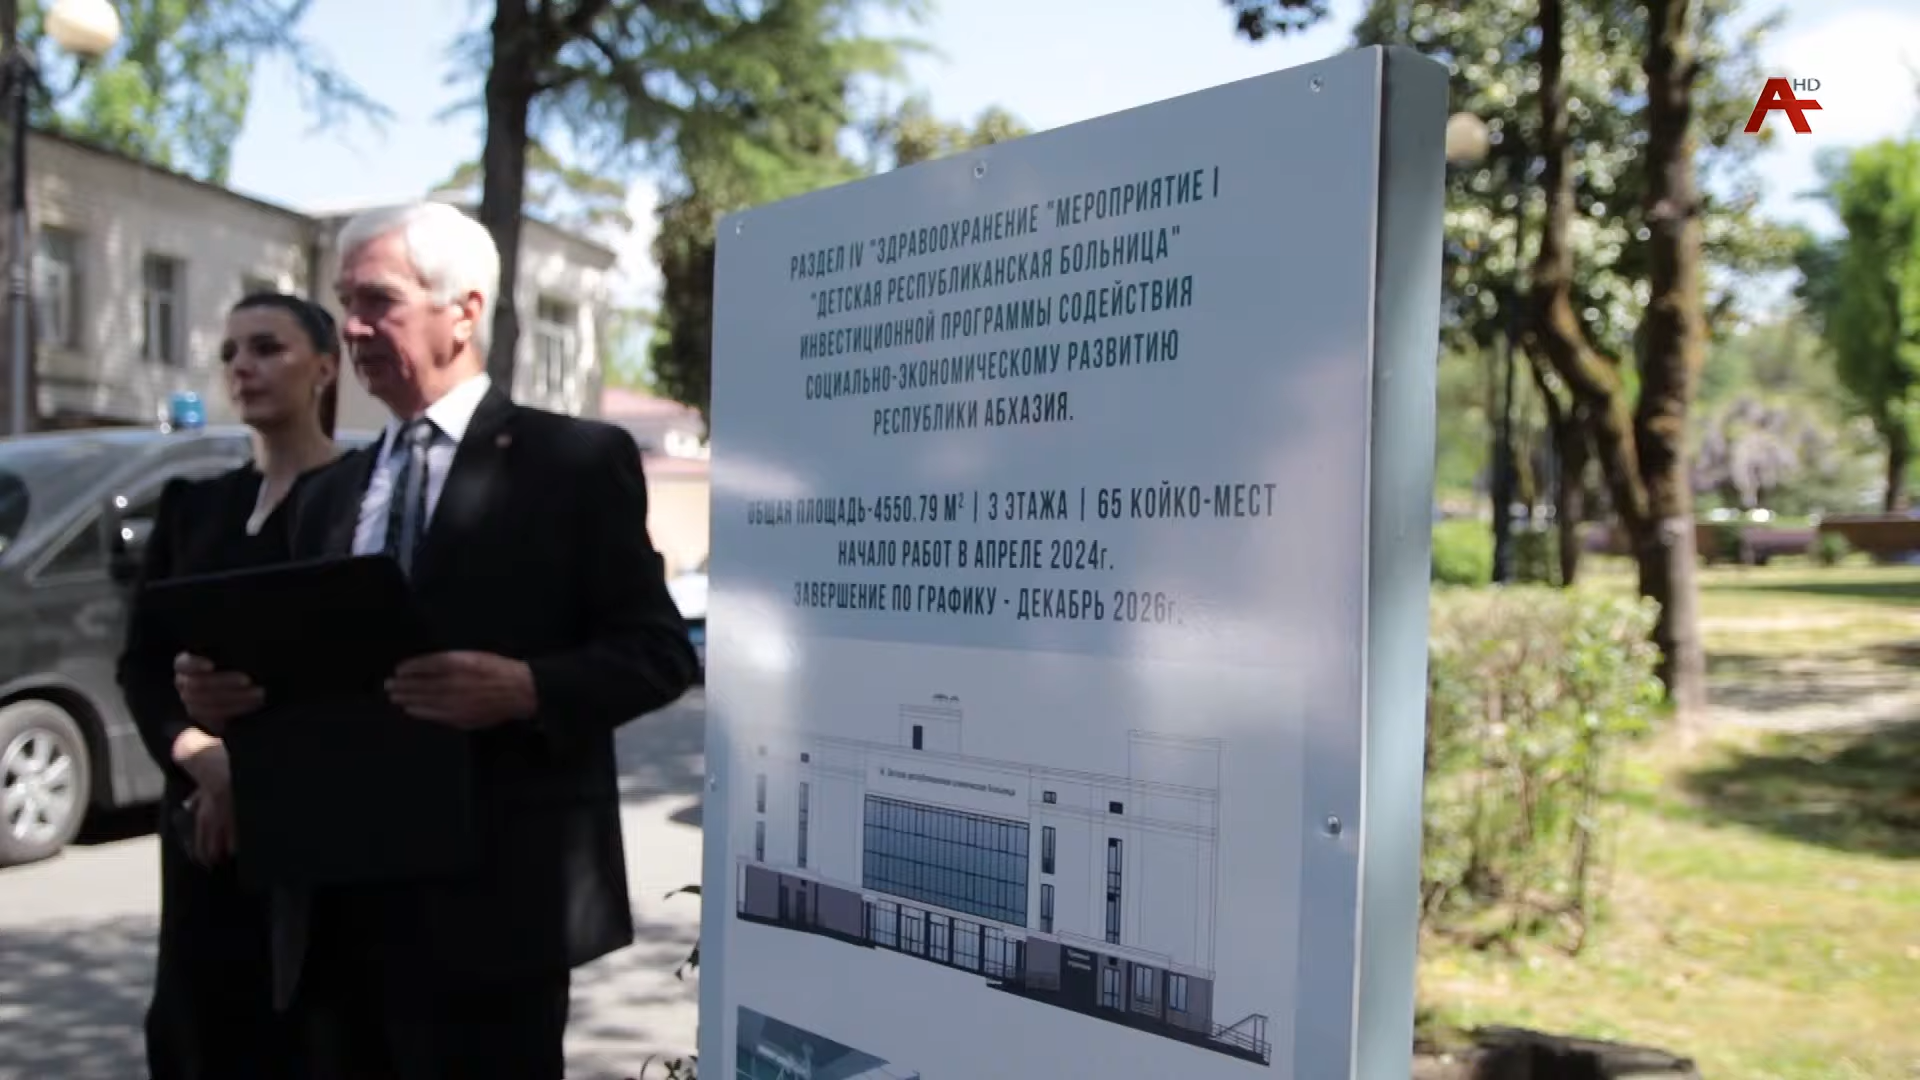 HD
РАЗДЕЛ IV "ЗДРАВООХРАНЕНИЕ "МЕРОПРИЯТИЕ I
"ДЕТСКАЯ РЕСПУБЛИКАНСКАЯ БОЛЬНИЦА"
ИНВЕСТИЦИОННОЙ ПРОГРАММЫ СОДЕЙСТВИЯ
СОЦИАЛЬНО-ЭКОНОМИЧЕСКОМУ РАЗВИТИЮ
РЕСПУБЛИКИ АБХАЗИЯ.
ОБЩАЯ ПЛОЩАДЬ-4550.79 М² | 3 ЭТАЖА | 65 КОЙКО-МЕСТ
НАЧАЛО РАБОТ В АПРЕЛЕ 2024г.
ЗАВЕРШЕНИЕ ПО ГРАФИКУ - ДЕКАБРЬ 2026г.